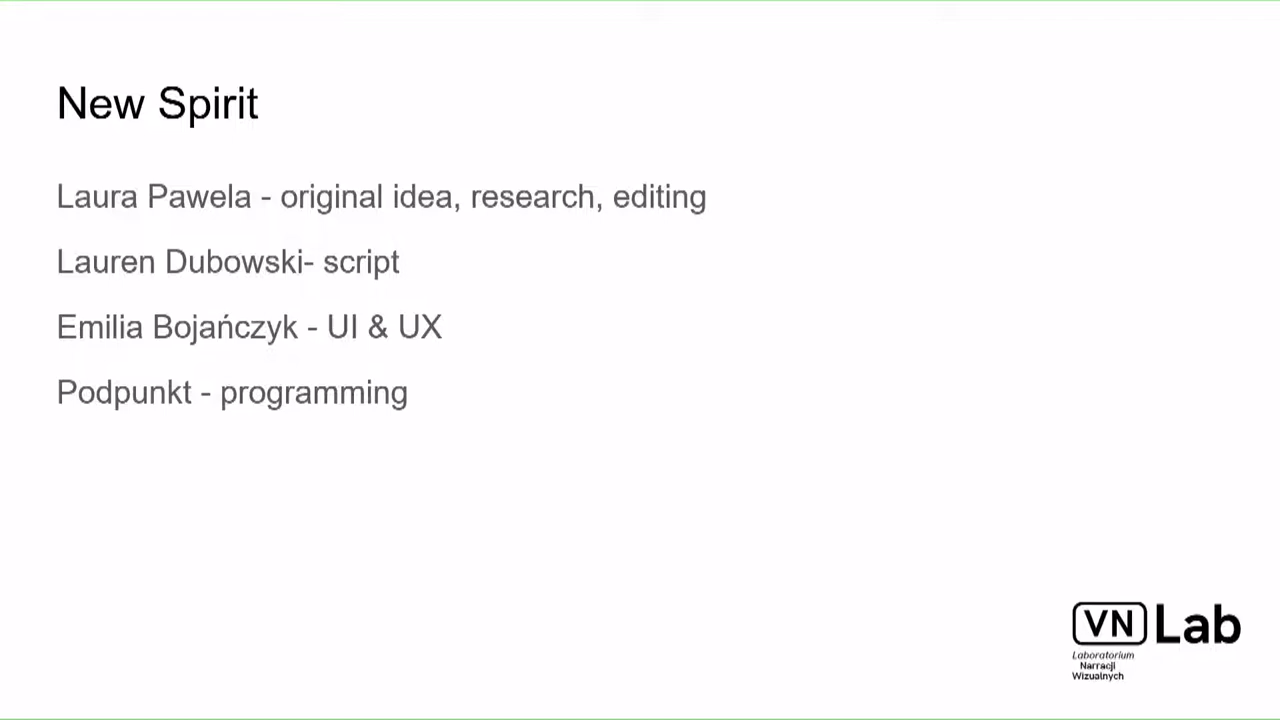 New Spirit
Laura Pawela - original idea, research, editing
Lauren Dubowski- script
Emilia Bojańczyk - UI & UX
Podpunkt - programming
VN Lab
Laboratorium
Narracji
Wizualnych